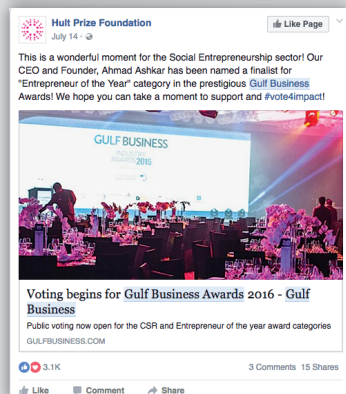 Hult Prize Foundation
Like Page
July 14 ·
This is a wonderful moment for the Social Entrepreneurship sector! Our
CEO and Founder, Ahmad Ashkar has been named a finalist for
"Entrepreneur of the Year" category in the prestigious Gulf Business
Awards! We hope you can take a moment to support and #vote4impact!
GULF BUSINESS
INDUSTRY
AWARDS 2015
Voting begins for Gulf Business Awards 2016 - Gulf
Business
Public voting now open for the CSR and Entrepreneur of the year award categories
GULFBUSINESS.COM
3.1K
3 Comments 15 Shares
Like Comment Share